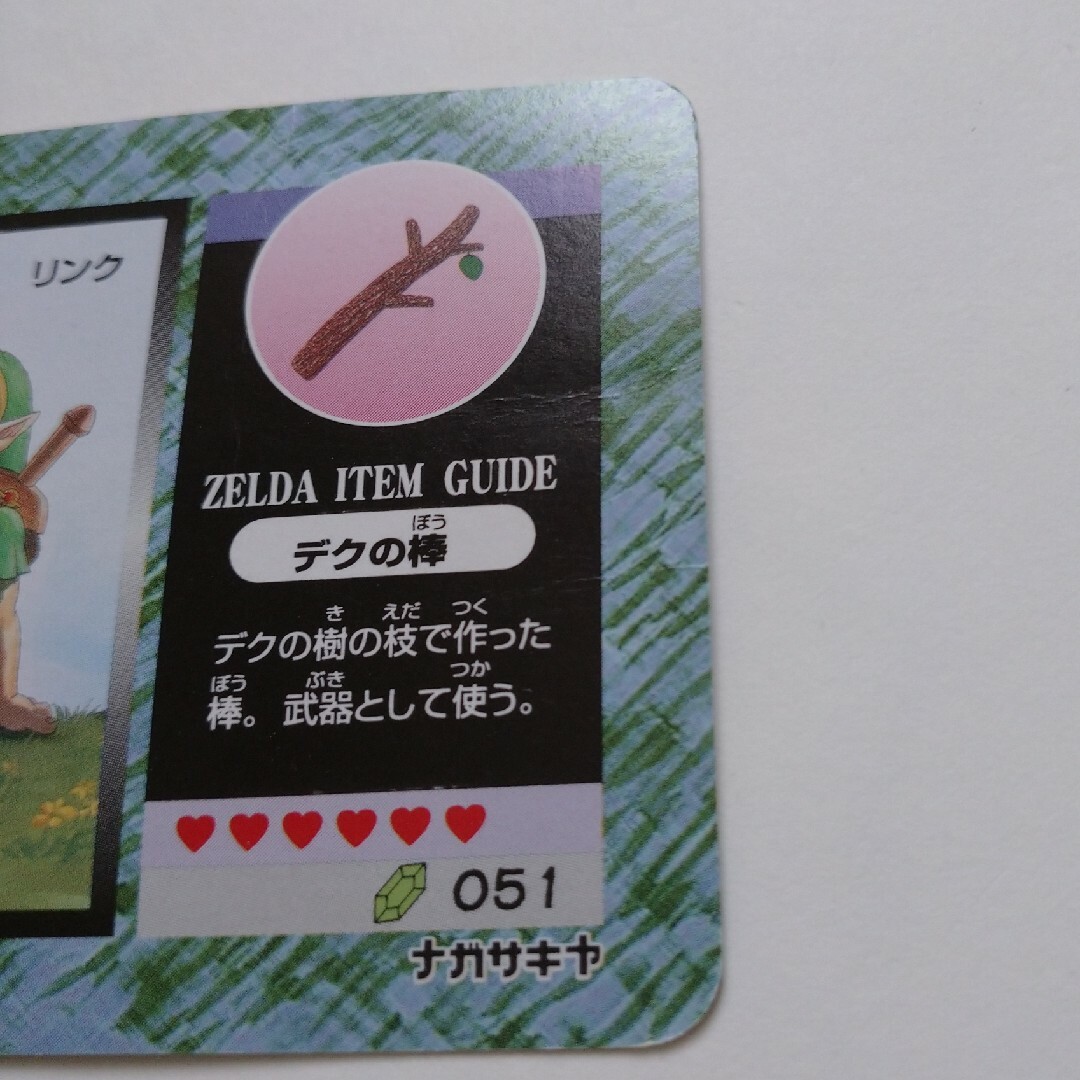 リンク
ZELDA ITEM GUIDE
ぼう
デクの棒
き えだ つく
デクの樹の枝で作った
ぼう ぶき つか
棒。武器として使う。
051
ナガサキヤ